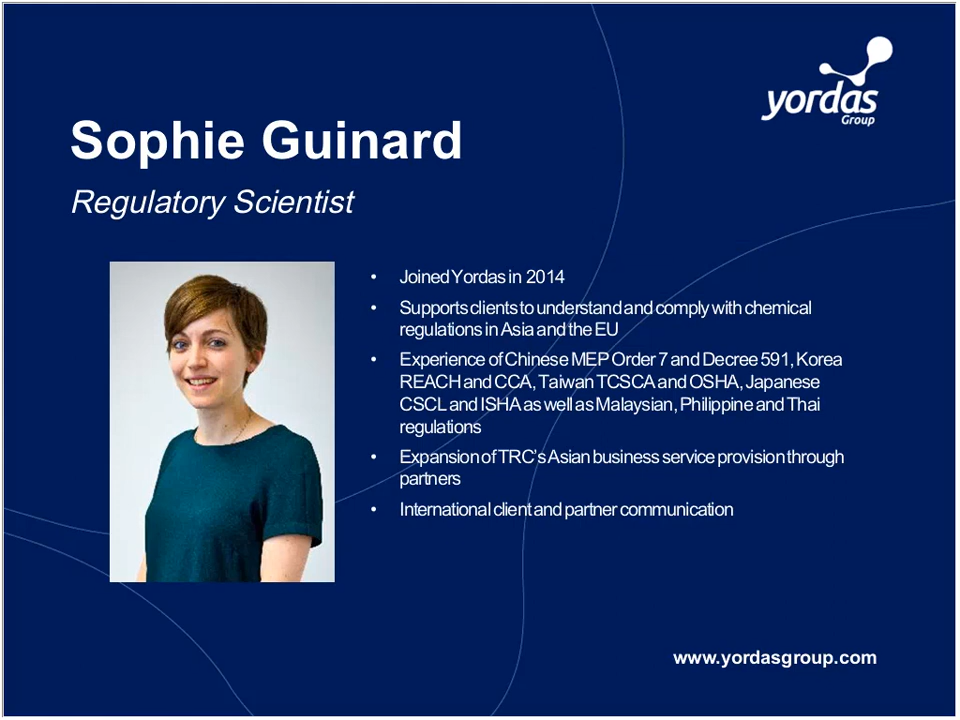 yordas
Group
Sophie Guinard
Regulatory Scientist
• Joined Yordas in 2014
• Supports clients to understand and comply with chemical
regulations in Asia and the EU
• Experience of Chinese MEP Order 7 and Decree 591, Korea
REACH and CCA, Taiwan TCSCA and OSHA, Japanese
CSCL and ISHA as well as Malaysian, Philippine and Thai
regulations
• Expansion of TRC's Asian business service provision through
partners
• International client and partner communication
www.yordasgroup.com